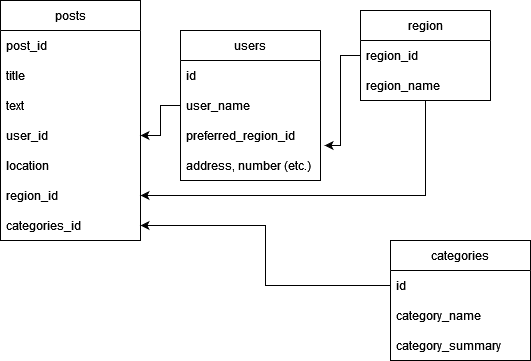 posts
post_id
title
text
user_id
location
region_id
categories_id
users
id
user_name
preferred_region_id
address, number (etc.)
region
region_id
region_name
categories
id
category_name
category_summary